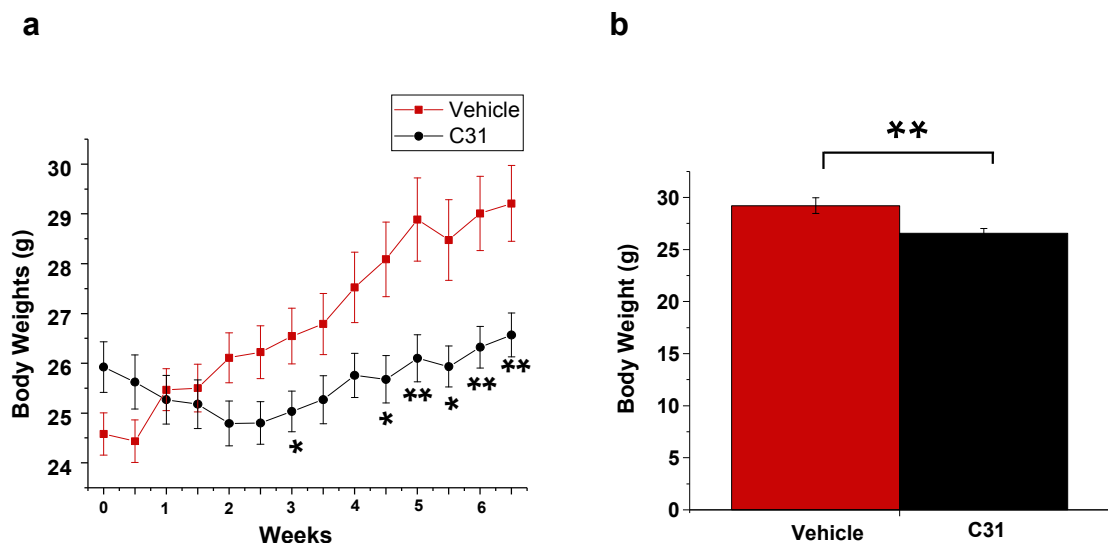 a
Vehicle
C31
Body Weights (g)
30
29
28
27
26
25
24
*
*
**
*
**
**
0 1 2 3 4 5 6
Weeks
b
**
Body Weight (g)
30
25
20
15
10
5
0
Vehicle C31